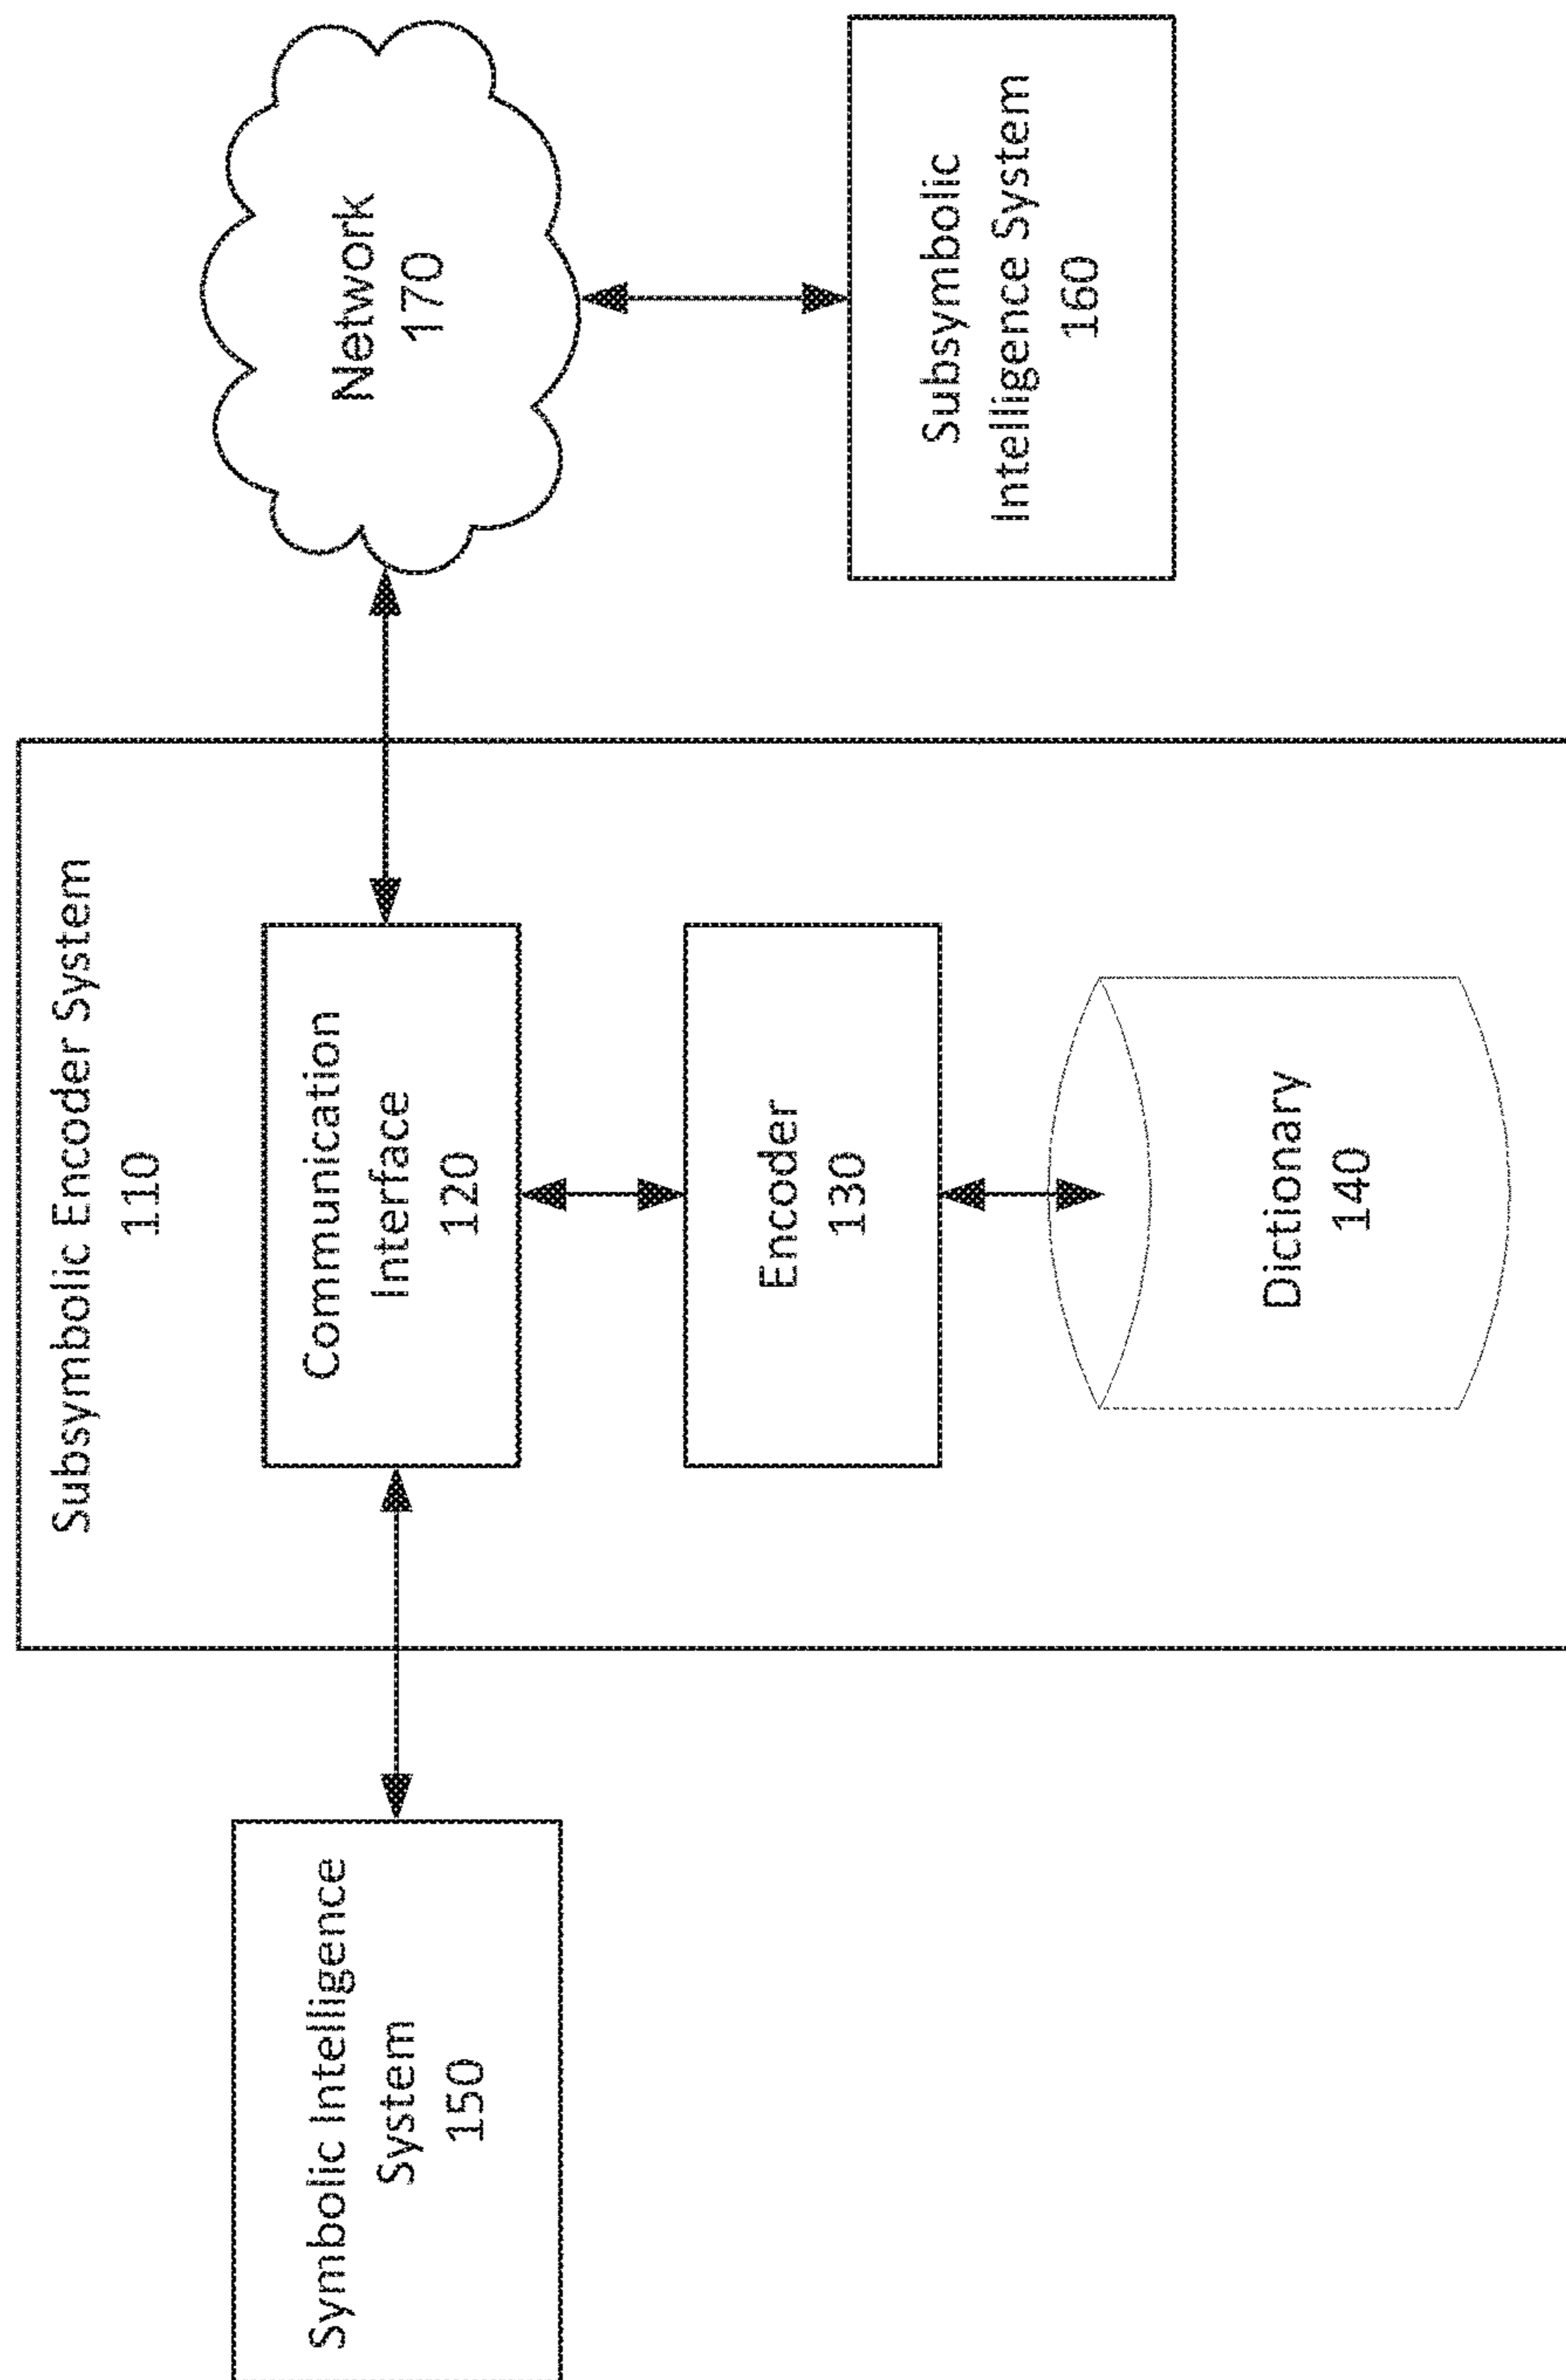 Subsymbolic Encoder System
110
Symbolic Intelligence
System
150
Communication
Interface
120
Network
170
Encoder
130
Subsymbolic
Intelligence System
160
Dictionary
140